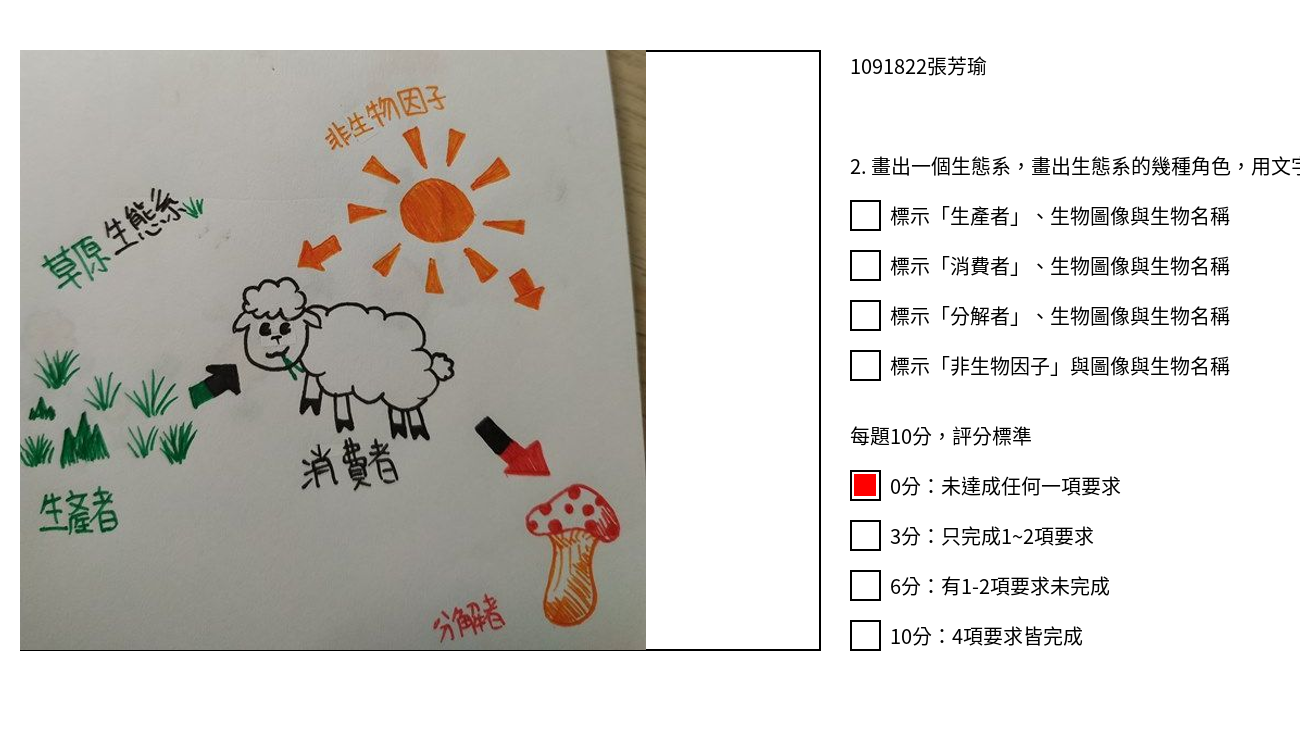 非生物因子
草原生態系
消費者
生產者
分解者
1091822張芳瑜
2. 畫出一個生態系，畫出生態系的幾種角色，用文字
標示「生產者」、生物圖像與生物名稱
標示「消費者」、生物圖像與生物名稱
標示「分解者」、生物圖像與生物名稱
標示「非生物因子」與圖像與生物名稱
每題10分，評分標準
0分：未達成任何一項要求
3分：只完成1~2項要求
6分：有1-2項要求未完成
10分：4項要求皆完成